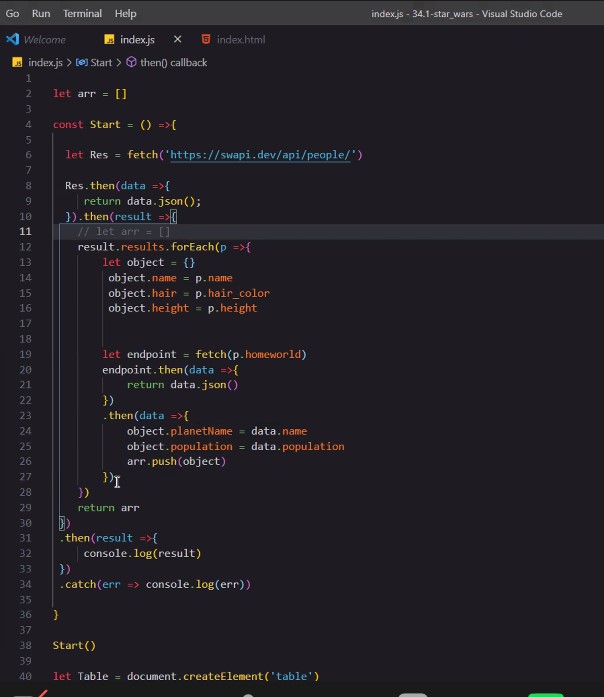 Go Run Terminal Help index.js - 34.1-star_wars - Visual Studio Code
Welcome JS index.js × index.html
JS index.js > Start > then() callback
1
2 let arr = []
3
4 const Start = () =>{
5
6 let Res = fetch('https://swapi.dev/api/people/')
7
8 Res.then(data =>{
9 return data.json();
10 }).then(result =>{
11 // let arr = []
12 result.results.forEach(p =>{
13 let object = {}
14 object.name = p.name
15 object.hair = p.hair_color
16 object.height = p.height
17
18
19 let endpoint = fetch(p.homeworld)
20 endpoint.then(data =>{
21 return data.json()
22 })
23 .then(data =>{
24 object.planetName = data.name
25 object.population = data.population
26 arr.push(object)
27 })
28 })
29 return arr
30 })
31 .then(result =>{
32 console.log(result)
33 })
34 .catch(err => console.log(err))
35
36 }
37
38 Start()
39
40 let Table = document.createElement('table')